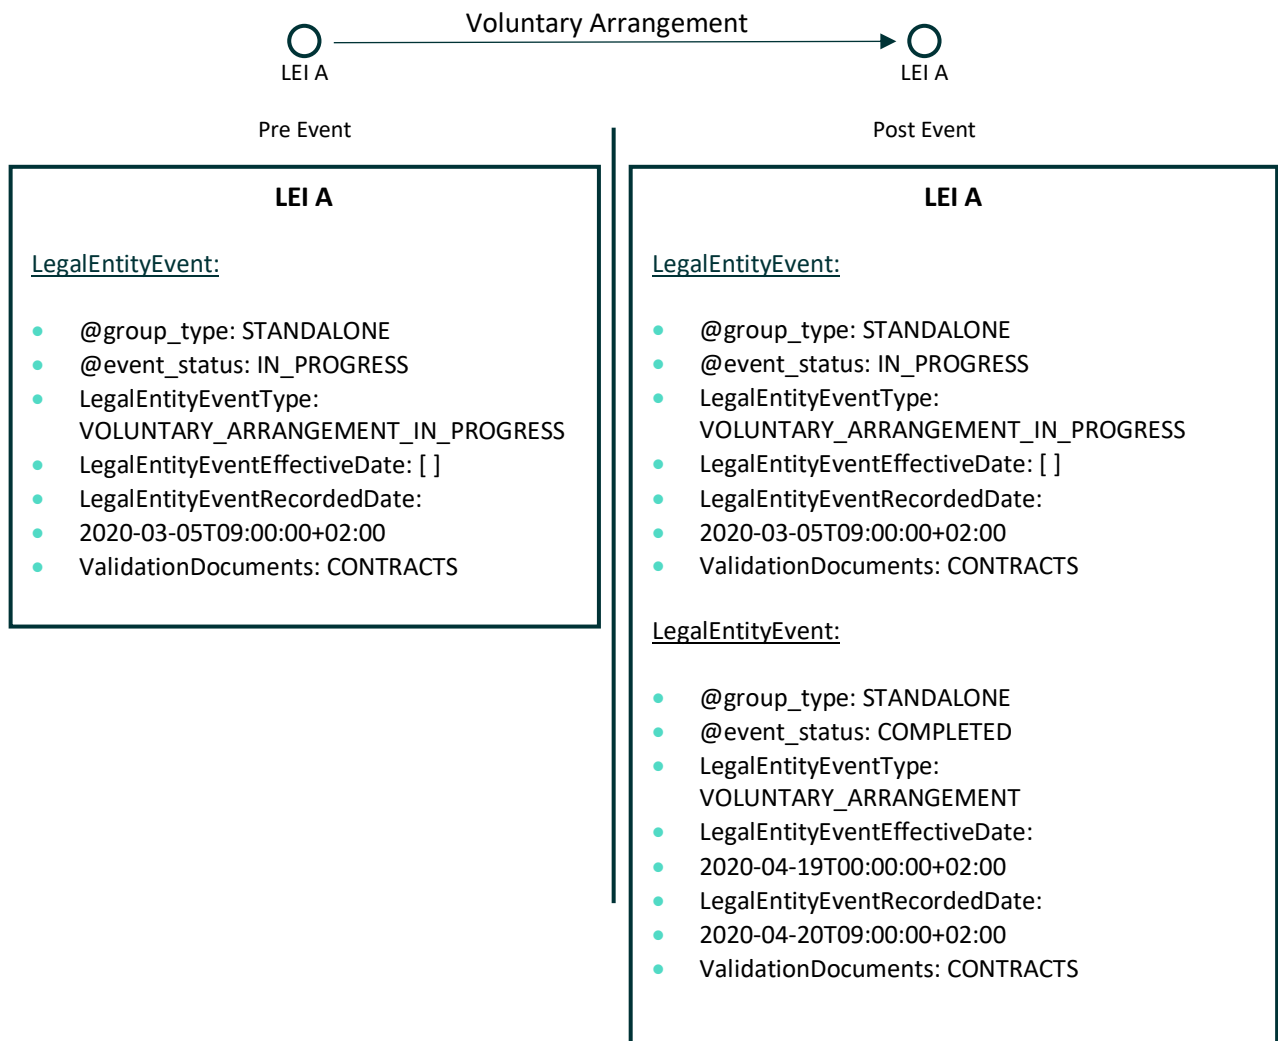 Voluntary Arrangement
LEI A
LEI A
Pre Event
Post Event
LEI A
LegalEntityEvent:
@group_type: STANDALONE
@event_status: IN_PROGRESS
LegalEntityEventType:
VOLUNTARY_ARRANGEMENT_IN_PROGRESS
LegalEntityEventEffectiveDate: [ ]
LegalEntityEventRecordedDate:
2020-03-05T09:00:00+02:00
ValidationDocuments: CONTRACTS
LEI A
LegalEntityEvent:
@group_type: STANDALONE
@event_status: IN_PROGRESS
LegalEntityEventType:
VOLUNTARY_ARRANGEMENT_IN_PROGRESS
LegalEntityEventEffectiveDate: [ ]
LegalEntityEventRecordedDate:
2020-03-05T09:00:00+02:00
ValidationDocuments: CONTRACTS
LegalEntityEvent:
@group_type: STANDALONE
@event_status: COMPLETED
LegalEntityEventType:
VOLUNTARY_ARRANGEMENT
LegalEntityEventEffectiveDate:
2020-04-19T00:00:00+02:00
LegalEntityEventRecordedDate:
2020-04-20T09:00:00+02:00
ValidationDocuments: CONTRACTS